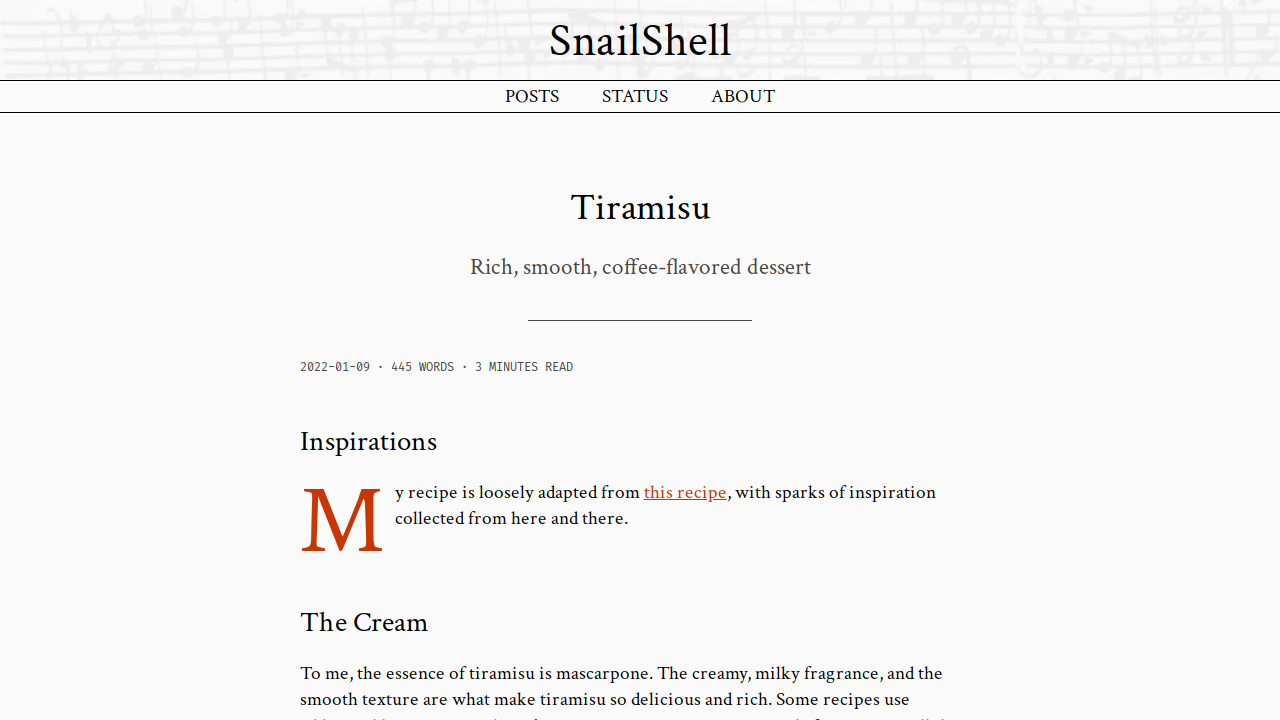 SnailShell
POSTS STATUS ABOUT
Tiramisu
Rich, smooth, coffee-flavored dessert
2022-01-09 · 445 WORDS · 3 MINUTES READ
Inspirations
My recipe is loosely adapted from this recipe, with sparks of inspiration
collected from here and there.
The Cream
To me, the essence of tiramisu is mascarpone. The creamy, milky fragrance, and the
smooth texture are what make tiramisu so delicious and rich. Some recipes use